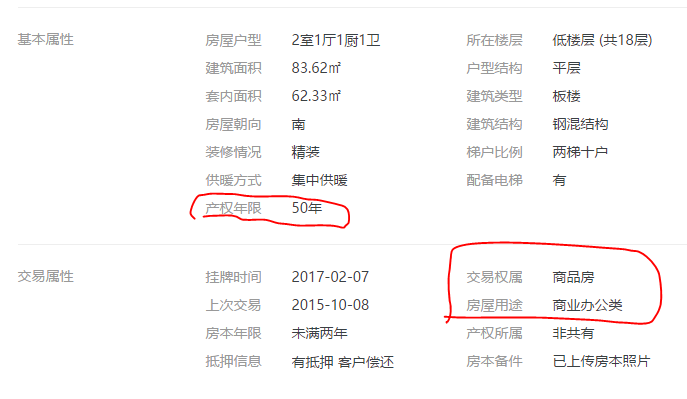 基本属性 房屋户型 2室1厅1厨1卫 所在楼层 低楼层 (共18层)
建筑面积 83.62㎡ 户型结构 平层
套内面积 62.33㎡ 建筑类型 板楼
房屋朝向 南 建筑结构 钢混结构
装修情况 精装 梯户比例 两梯十户
供暖方式 集中供暖 配备电梯 有
产权年限 50年
交易属性 挂牌时间 2017-02-07 交易权属 商品房
上次交易 2015-10-08 房屋用途 商业办公类
房本年限 未满两年 产权所属 非共有
抵押信息 有抵押 客户偿还 房本备件 已上传房本照片